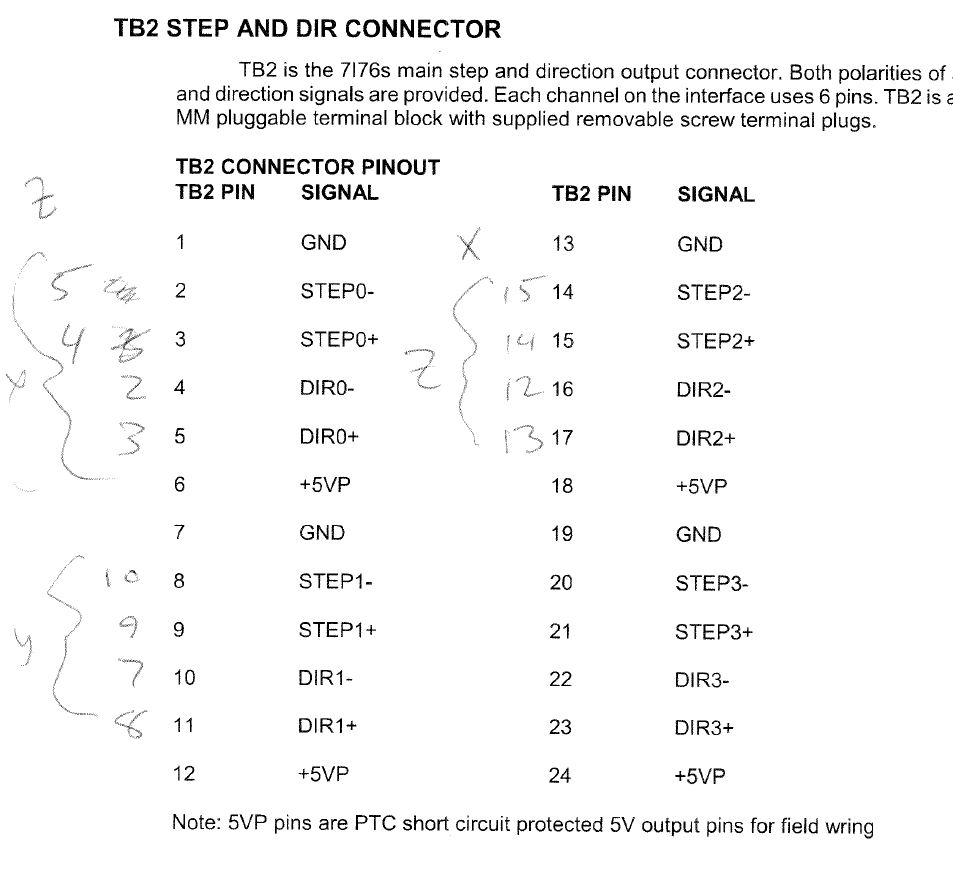 TB2 STEP AND DIR CONNECTOR
TB2 is the 7I76s main step and direction output connector. Both polarities of
and direction signals are provided. Each channel on the interface uses 6 pins. TB2 is a
MM pluggable terminal block with supplied removable screw terminal plugs.
TB2 CONNECTOR PINOUT
TB2 PIN SIGNAL TB2 PIN SIGNAL
Z
1 GND X 13 GND
5 2 STEP0- 15 14 STEP2-
4 3 STEP0+ 14 15 STEP2+
X 2 4 DIR0- Z 12 16 DIR2-
3 5 DIR0+ 13 17 DIR2+
6 +5VP 18 +5VP
7 GND 19 GND
10 8 STEP1- 20 STEP3-
y 9 9 STEP1+ 21 STEP3+
7 10 DIR1- 22 DIR3-
8 11 DIR1+ 23 DIR3+
12 +5VP 24 +5VP
Note: 5VP pins are PTC short circuit protected 5V output pins for field wring